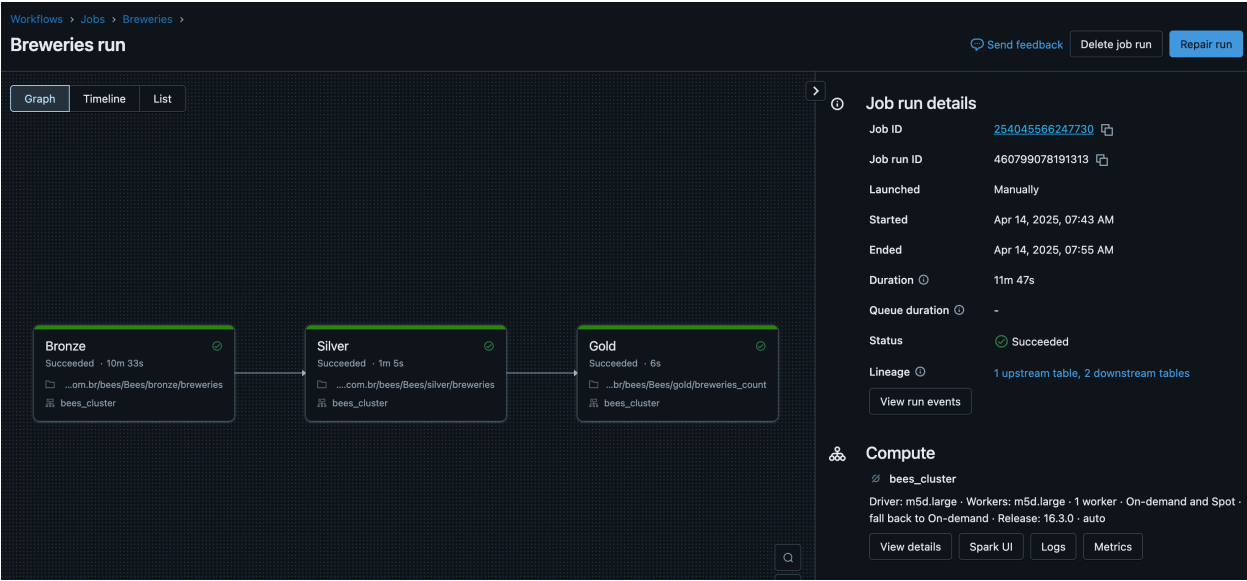 Workflows › Jobs › Breweries ›
Breweries run
Send feedback
Delete job run
Repair run
Graph
Timeline
List
Bronze
Succeeded · 10m 33s
...om.br/bees/Bees/bronze/breweries
bees_cluster
Silver
Succeeded · 1m 5s
....com.br/bees/Bees/silver/breweries
bees_cluster
Gold
Succeeded · 6s
...br/bees/Bees/gold/breweries_count
bees_cluster
Job run details
Job ID 254045566247730
Job run ID 460799078191313
Launched Manually
Started Apr 14, 2025, 07:43 AM
Ended Apr 14, 2025, 07:55 AM
Duration 11m 47s
Queue duration -
Status Succeeded
Lineage 1 upstream table, 2 downstream tables
View run events
Compute
bees_cluster
Driver: m5d.large · Workers: m5d.large · 1 worker · On-demand and Spot ·
fall back to On-demand · Release: 16.3.0 · auto
View details
Spark UI
Logs
Metrics